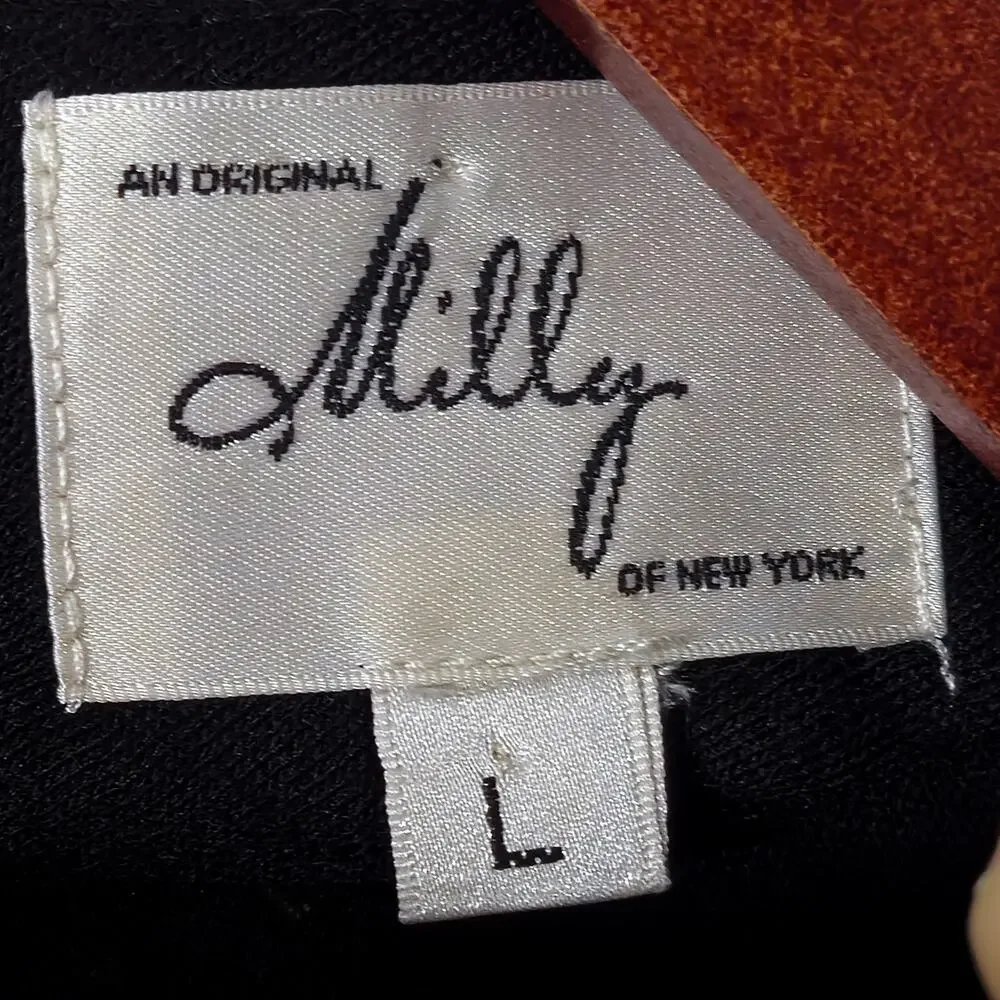 AN ORIGINAL
Milly
OF NEW YORK
L